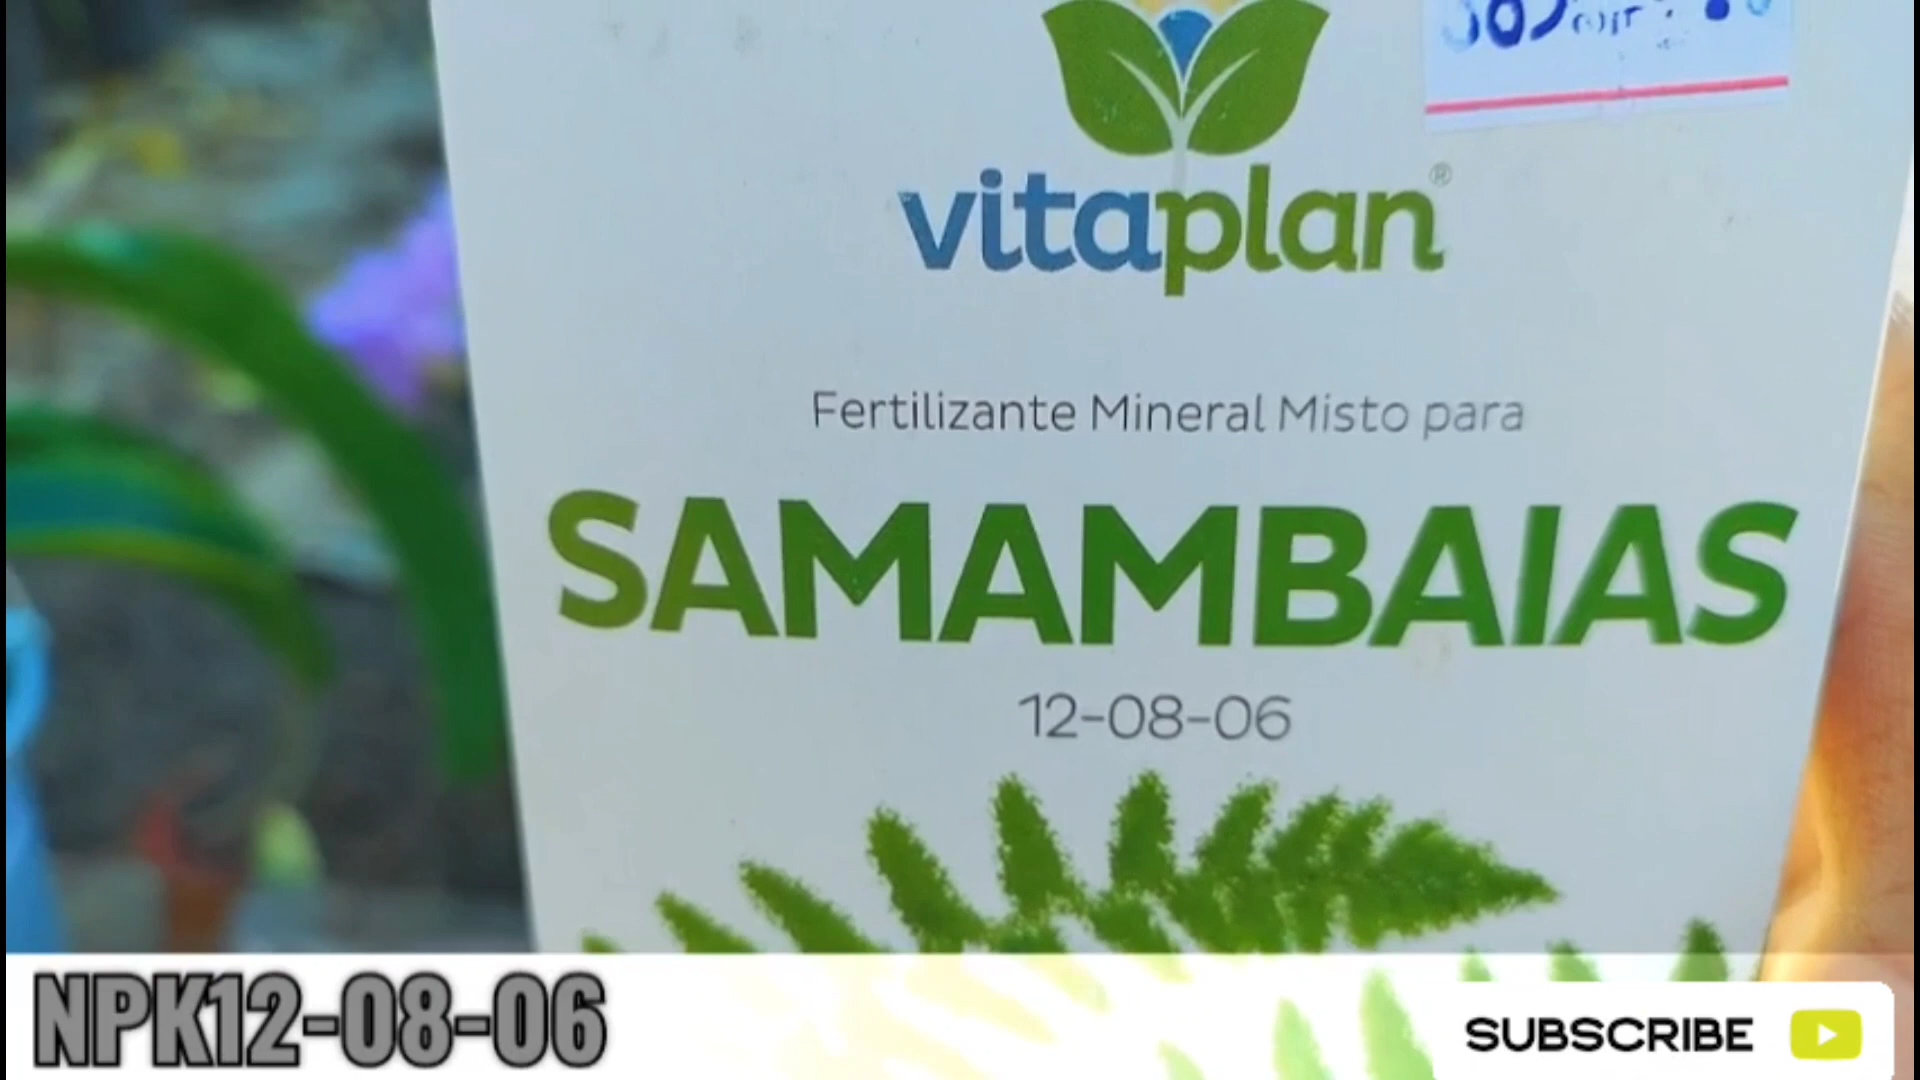 vitaplan®
Fertilizante Mineral Misto para
SAMAMBAIAS
12-08-06
NPK12-08-06
SUBSCRIBE